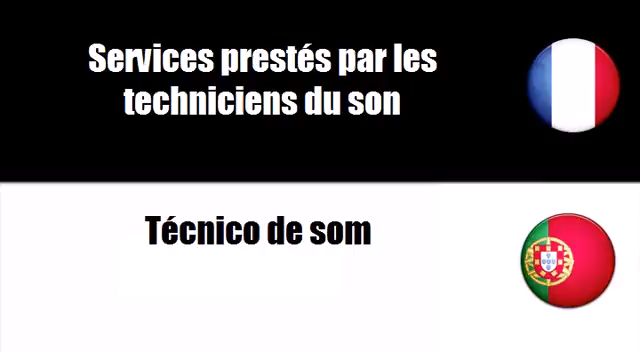 Services prestés par les
techniciens du son
Técnico de som